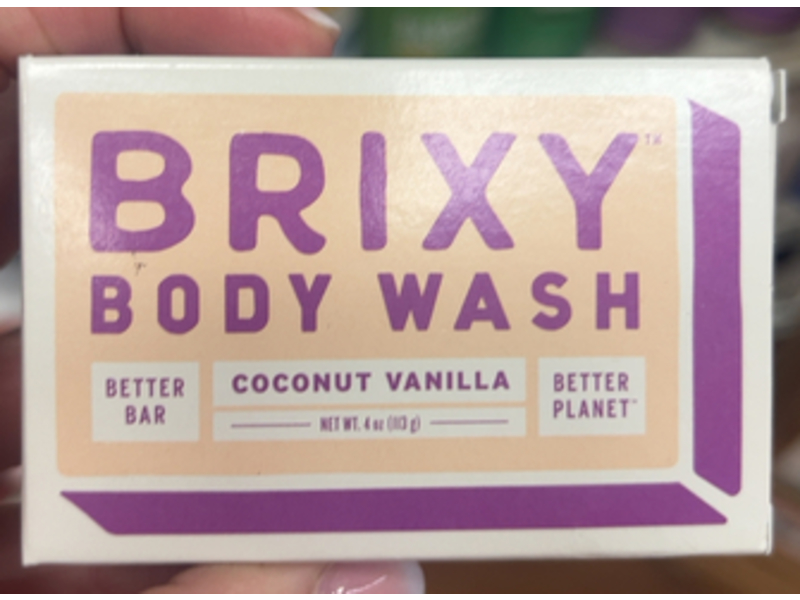 BRIXY™
BODY WASH
BETTER
BAR
COCONUT VANILLA
NET WT. 4 oz (113 g)
BETTER
PLANET™